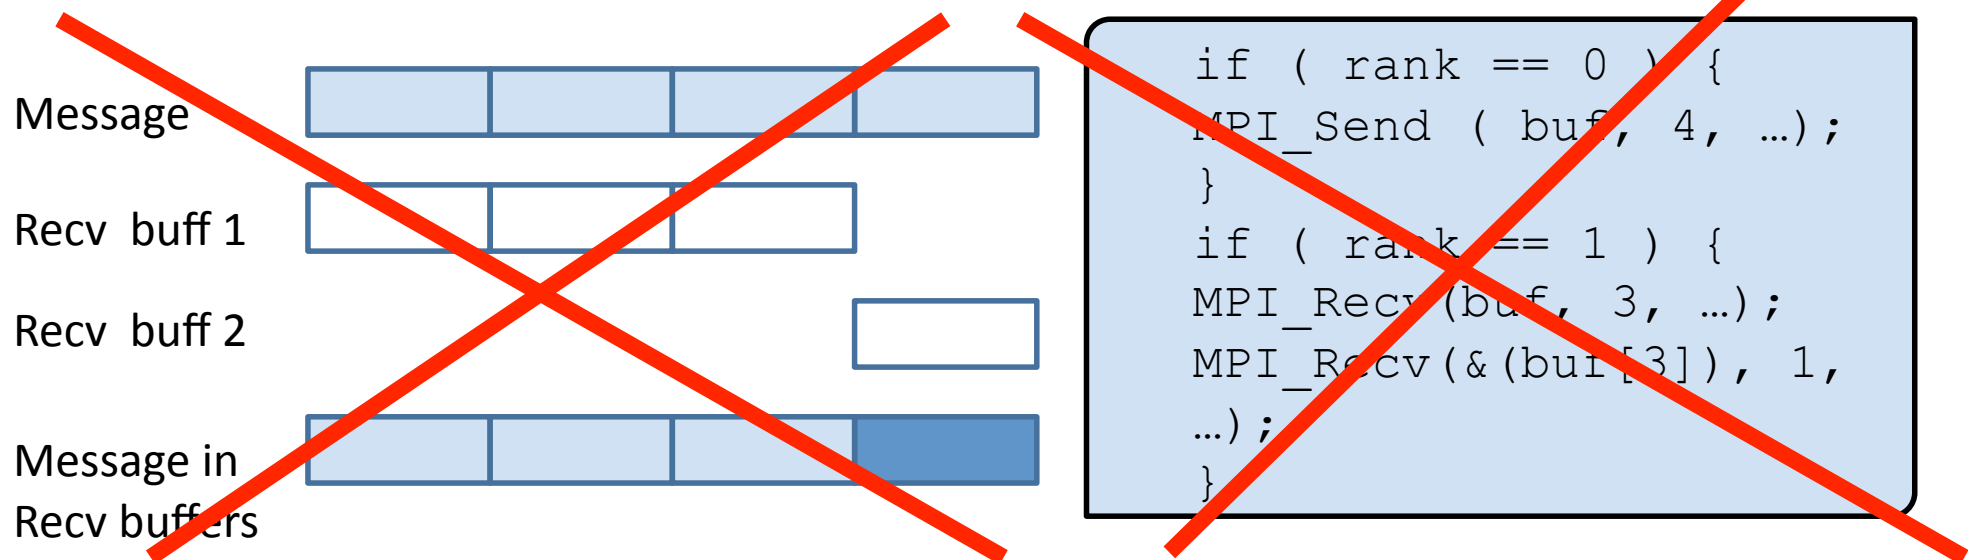 Message
Recv buff 1
Recv buff 2
Message in
Recv buffers
if ( rank == 0 ) {
MPI_Send ( buf, 4, …);
}
if ( rank == 1 ) {
MPI_Recv(buf, 3, …);
MPI_Recv(&(buf[3]), 1,
…);
}